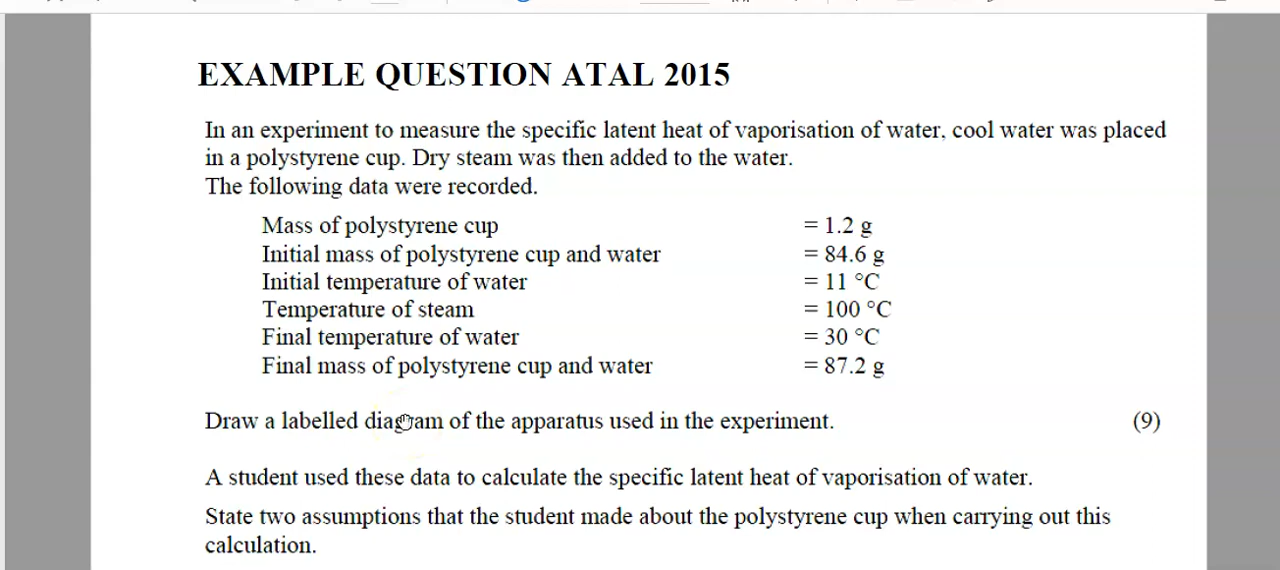 EXAMPLE QUESTION ATAL 2015
In an experiment to measure the specific latent heat of vaporisation of water, cool water was placed
in a polystyrene cup. Dry steam was then added to the water.
The following data were recorded.
Mass of polystyrene cup = 1.2 g
Initial mass of polystyrene cup and water = 84.6 g
Initial temperature of water = 11 °C
Temperature of steam = 100 °C
Final temperature of water = 30 °C
Final mass of polystyrene cup and water = 87.2 g
Draw a labelled diagram of the apparatus used in the experiment. (9)
A student used these data to calculate the specific latent heat of vaporisation of water.
State two assumptions that the student made about the polystyrene cup when carrying out this
calculation.